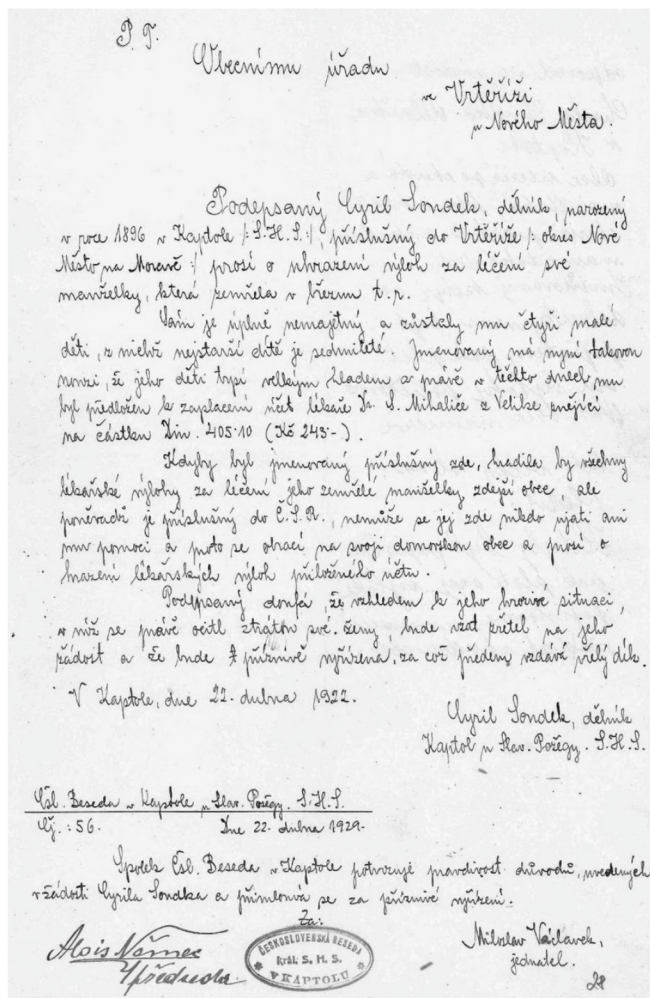 P. T.
Obecnímu úřadu
ve Vrtěříži
u Nového Města.
Podepsaný Cyril Sondek, dělník, narozený
v roce 1896 v Kaptole /: S.H.S. :/, příslušný do Vrtěříže /: okres Nové
Město na Moravě :/ prosí o uhrazení výloh za léčení své
manželky, která zemřela v březnu t. r.
Sám je úplně nemajetný a zůstaly mu čtyři malé
děti, z nichž nejstarší dítě je sedmileté. Jmenovaný má nyní takovou
nouzi, že jeho děti trpí velkým hladem a právě v těchto dnech mu
byl předložen k zaplacení účet lékaře Dr. S. Mihaliče z Velike znějící
na částku Din. 405·10 (Kč 243-).
Kdyby byl jmenovaný příslušný zde, hradila by všechny
lékařské výlohy za léčení jeho zemřelé manželky zdejší obec, ale
poněvadž je příslušný do Č.S.R., nemůže se jej zde nikdo ujati ani
mu pomoci a proto se obrací na svoji domovskou obec a prosí o
hrazení lékařských výloh přiloženého účtu.
Podepsaný doufá, že vzhledem k jeho hrozivé situaci,
v níž se právě ocitl ztrátou své ženy, bude vzat zřetel na jeho
žádost a že bude příznivě vyřízena, za což předem vzdává vřelý dík.
V Kaptole, dne 22. dubna 1922.
Cyril Sondek, dělník
Kaptol u Slav. Požegy. S.H.S.
Čsl. Beseda v Kaptole u Slav. Požegy. S.H.S.
Čj.: 56. Dne 22. dubna 1929.
Spolek Čsl. Beseda v Kaptole potvrzuje pravdivost důvodů, uvedených
v žádosti Cyrila Sondka a přimlouvá se za příznivé vyřízení.
Za:
Alois Němec
předseda.
ČESKOSLOVENSKÁ BESEDA
Král. S. H. S.
V KAPTOLU
Miloslav Václavek,
jednatel.
28